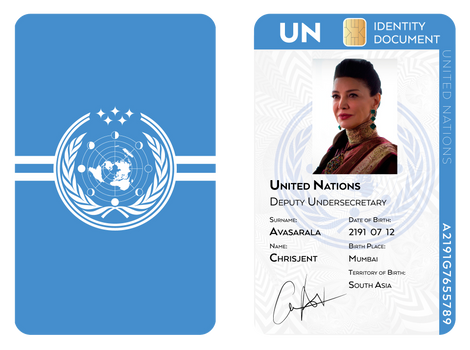 UN
IDENTITY
DOCUMENT
UNITED NATIONS
A2191G7655789
UNITED NATIONS
DEPUTY UNDERSECRETARY
SURNAME:
AVASARALA
DATE OF BIRTH:
2191 07 12
NAME:
CHRISJENT
BIRTH PLACE:
MUMBAI
TERRITORY OF BIRTH:
SOUTH ASIA